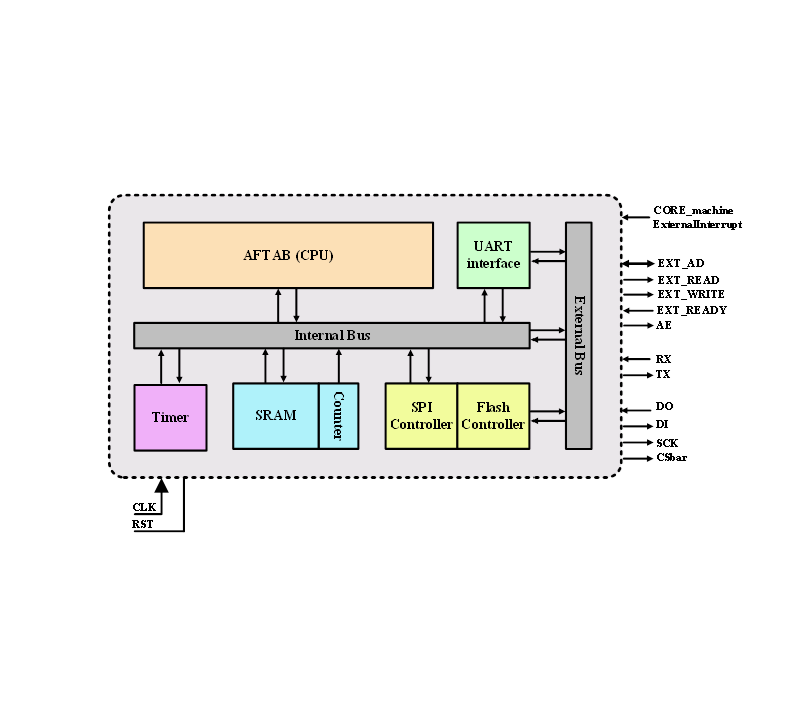 CORE_machine
ExternalInterrupt
AFTAB (CPU)
UART
interface
EXT_AD
EXT_READ
EXT_WRITE
EXT_READY
AE
Internal Bus
External Bus
RX
TX
Timer
SRAM
Counter
SPI
Controller
Flash
Controller
DO
DI
SCK
CSbar
CLK
RST